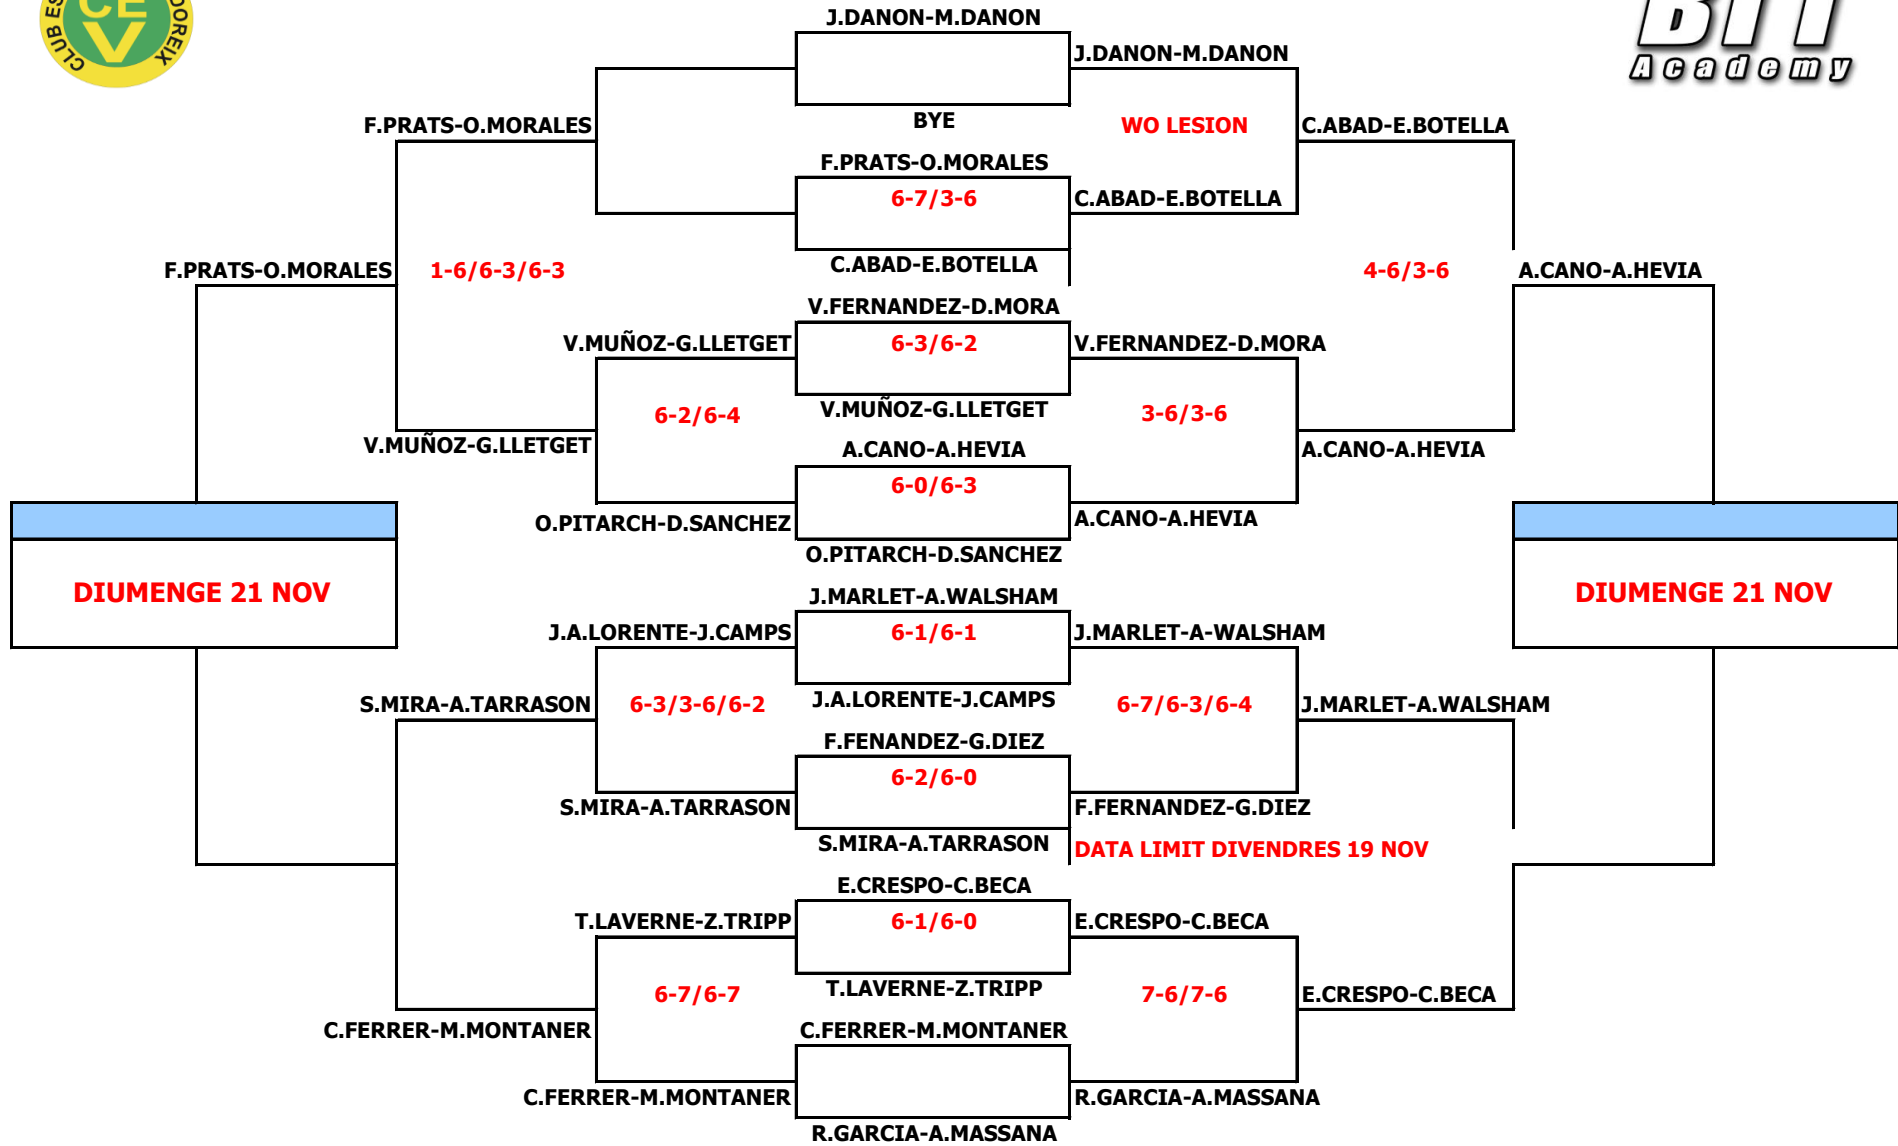 CLUB ES
DOREIX
CE
V
BTT
Academy
J.DANON-M.DANON
J.DANON-M.DANON
F.PRATS-O.MORALES
BYE
WO LESION
C.ABAD-E.BOTELLA
F.PRATS-O.MORALES
6-7/3-6
C.ABAD-E.BOTELLA
C.ABAD-E.BOTELLA
F.PRATS-O.MORALES
1-6/6-3/6-3
4-6/3-6
A.CANO-A.HEVIA
V.FERNANDEZ-D.MORA
V.MUÑOZ-G.LLETGET
6-3/6-2
V.FERNANDEZ-D.MORA
6-2/6-4
V.MUÑOZ-G.LLETGET
3-6/3-6
V.MUÑOZ-G.LLETGET
A.CANO-A.HEVIA
A.CANO-A.HEVIA
6-0/6-3
O.PITARCH-D.SANCHEZ
A.CANO-A.HEVIA
O.PITARCH-D.SANCHEZ
DIUMENGE 21 NOV
DIUMENGE 21 NOV
J.MARLET-A.WALSHAM
J.A.LORENTE-J.CAMPS
6-1/6-1
J.MARLET-A-WALSHAM
S.MIRA-A.TARRASON
6-3/3-6/6-2
J.A.LORENTE-J.CAMPS
6-7/6-3/6-4
J.MARLET-A.WALSHAM
F.FENANDEZ-G.DIEZ
6-2/6-0
S.MIRA-A.TARRASON
F.FERNANDEZ-G.DIEZ
S.MIRA-A.TARRASON
DATA LIMIT DIVENDRES 19 NOV
E.CRESPO-C.BECA
T.LAVERNE-Z.TRIPP
6-1/6-0
E.CRESPO-C.BECA
6-7/6-7
T.LAVERNE-Z.TRIPP
7-6/7-6
E.CRESPO-C.BECA
C.FERRER-M.MONTANER
C.FERRER-M.MONTANER
C.FERRER-M.MONTANER
R.GARCIA-A.MASSANA
R.GARCIA-A.MASSANA